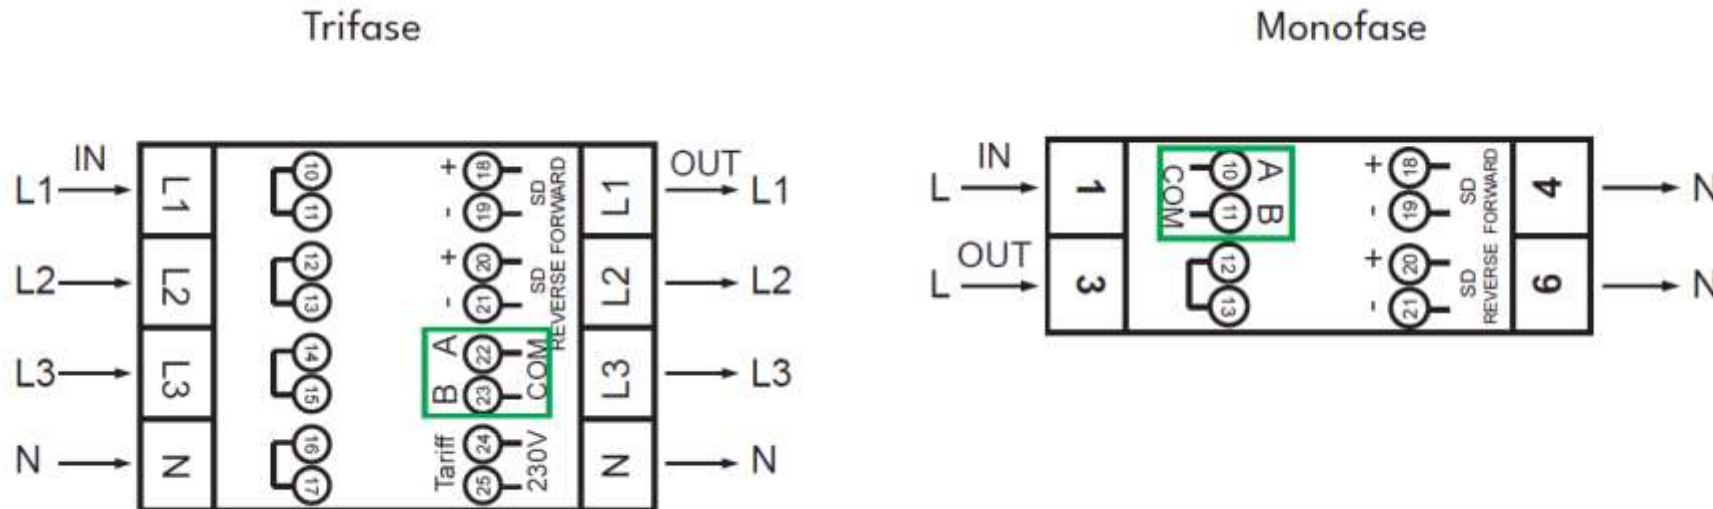 Trifase
Monofase
IN
L1
L2
L3
N
L1
L2
L3
N
10
11
12
13
14
15
16
17
+
18
-
19
SD
FORWARD
+
20
-
21
SD
REVERSE
A
22
B
23
COM
Tariff
24
25
230V
L1
L2
L3
N
OUT
L1
L2
L3
N
IN
L
OUT
L
1
3
COM
10
A
11
B
12
13
+
18
-
19
SD
FORWARD
+
20
-
21
SD
REVERSE
4
6
N
N